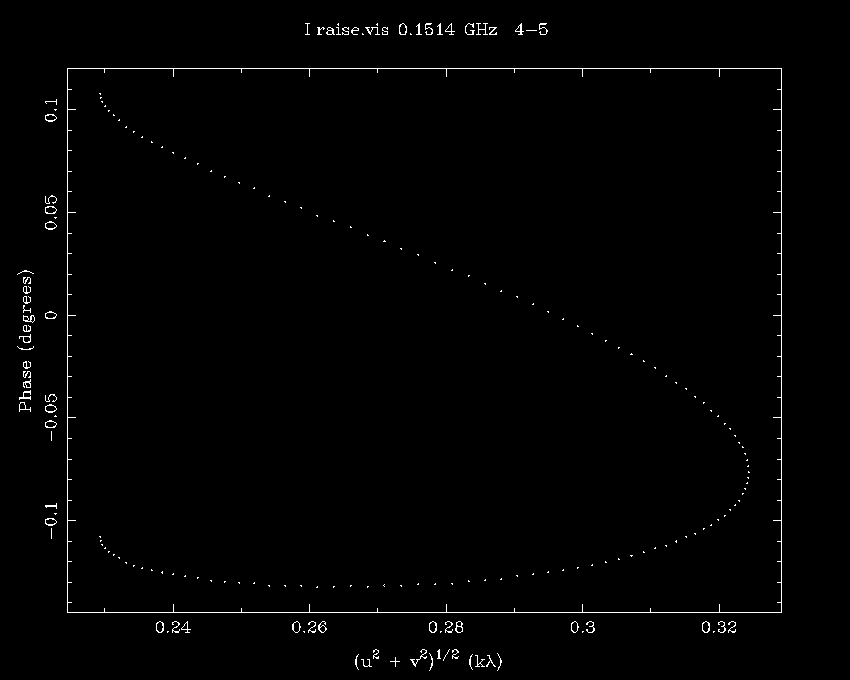 I raise.vis 0.1514 GHz 4−5
0.1
0.05
0
−0.05
−0.1
Phase (degrees)
0.24 0.26 0.28 0.3 0.32
(u² + v²)¹/² (kλ)